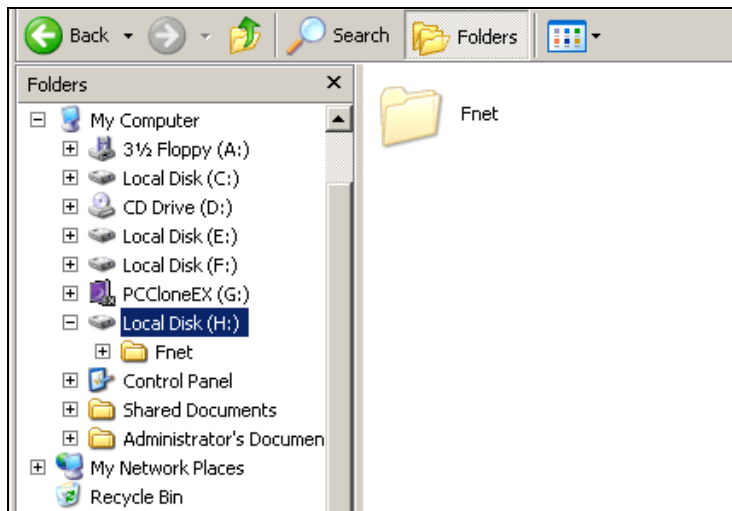 Back Search Folders
Folders
My Computer
3½ Floppy (A:)
Local Disk (C:)
CD Drive (D:)
Local Disk (E:)
Local Disk (F:)
PCCloneEX (G:)
Local Disk (H:)
Fnet
Control Panel
Shared Documents
Administrator's Documen
My Network Places
Recycle Bin
Fnet